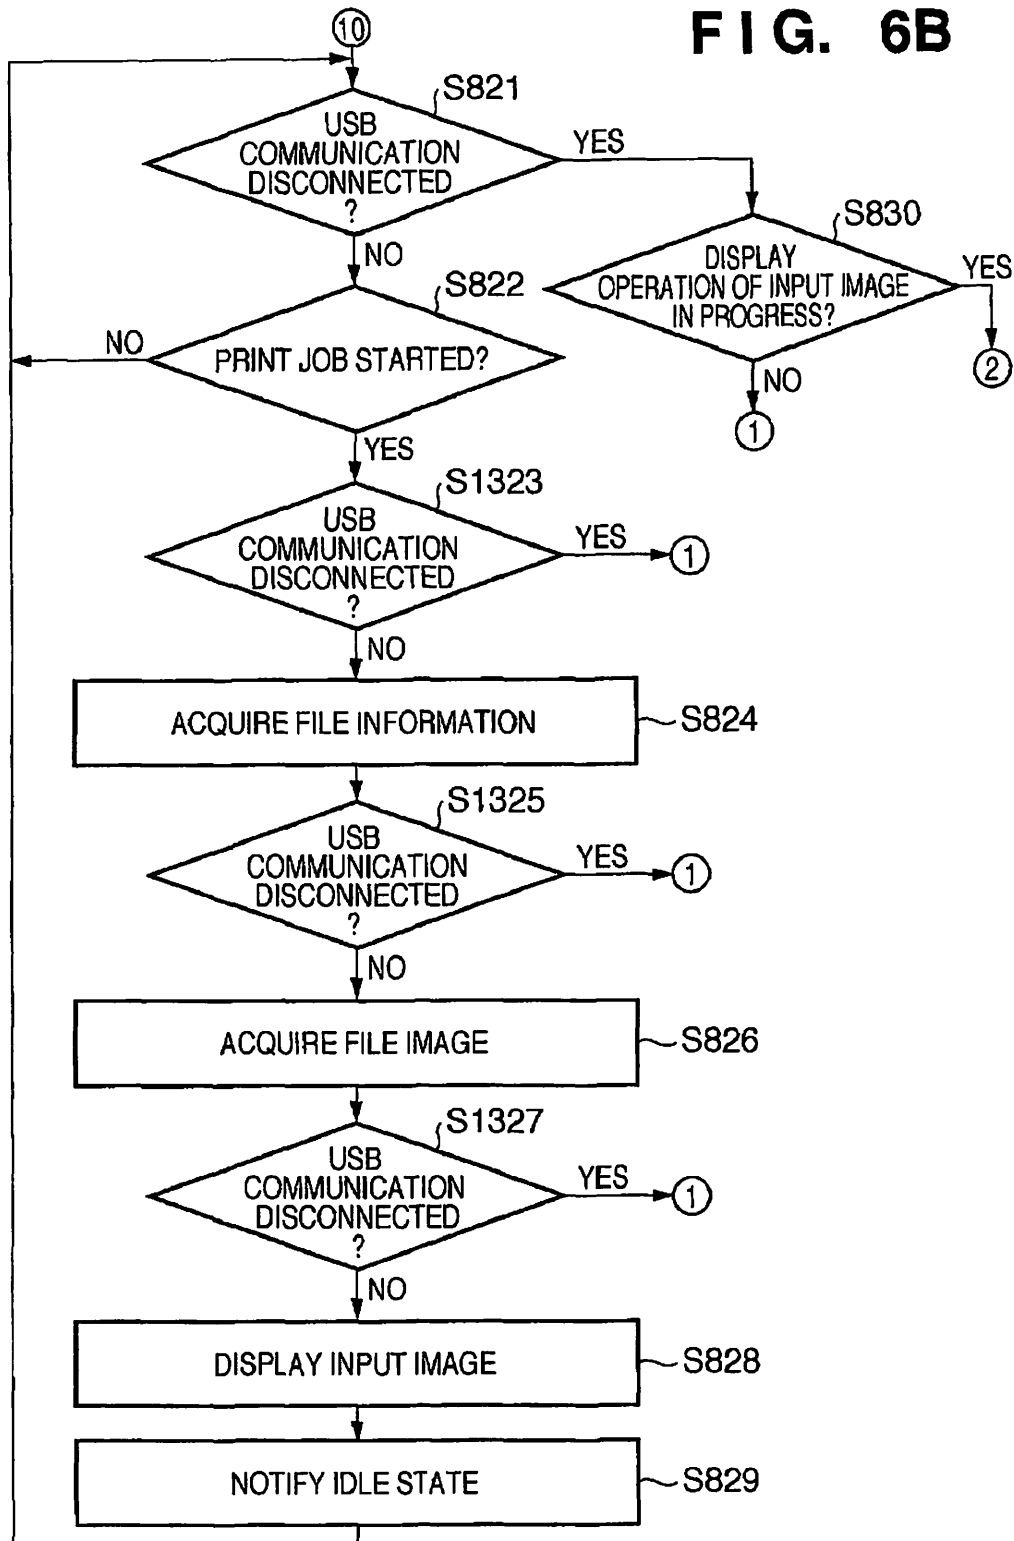 FIG. 6B
10
S821
USB
COMMUNICATION
DISCONNECTED
?
YES
NO
S830
DISPLAY
OPERATION OF INPUT IMAGE
IN PROGRESS?
YES
2
NO
1
S822
PRINT JOB STARTED?
NO
YES
S1323
USB
COMMUNICATION
DISCONNECTED
?
YES
1
NO
ACQUIRE FILE INFORMATION
S824
S1325
USB
COMMUNICATION
DISCONNECTED
?
YES
1
NO
ACQUIRE FILE IMAGE
S826
S1327
USB
COMMUNICATION
DISCONNECTED
?
YES
1
NO
DISPLAY INPUT IMAGE
S828
NOTIFY IDLE STATE
S829